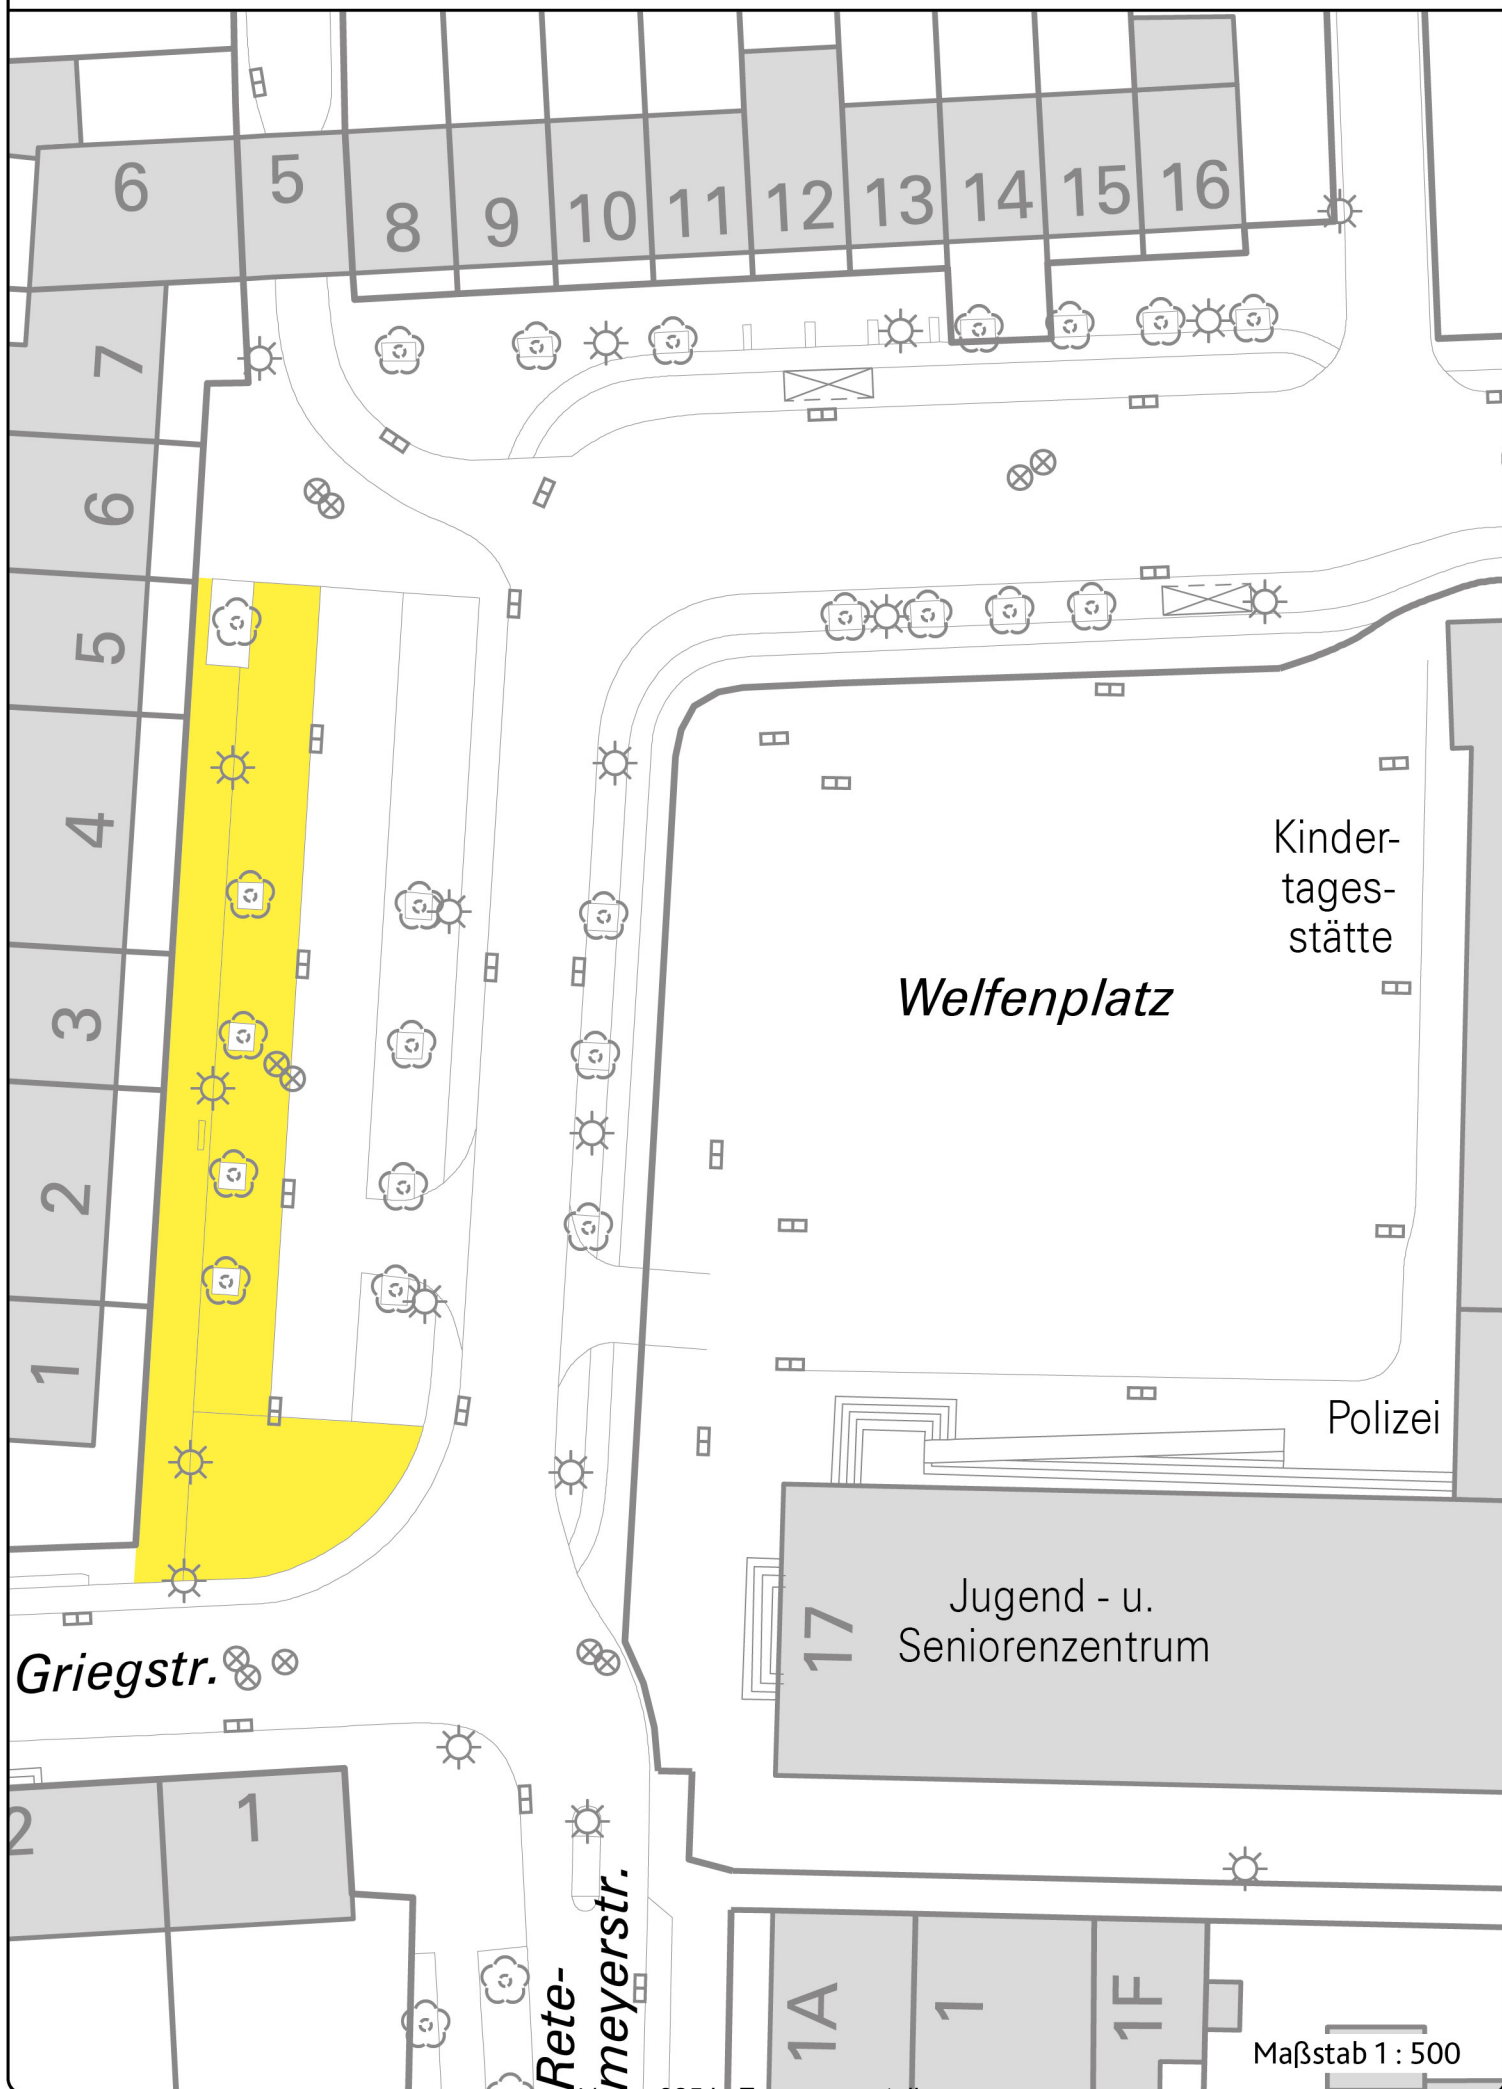 6
5
8
9
10
11
12
13
14
15
16
7
6
5
4
3
2
1
Kinder-
tages-
stätte
Welfenplatz
Polizei
17
Jugend - u.
Seniorenzentrum
Griegstr.
2
1
Rete-
meyerstr.
1A
1
1F
Maßstab 1 : 500